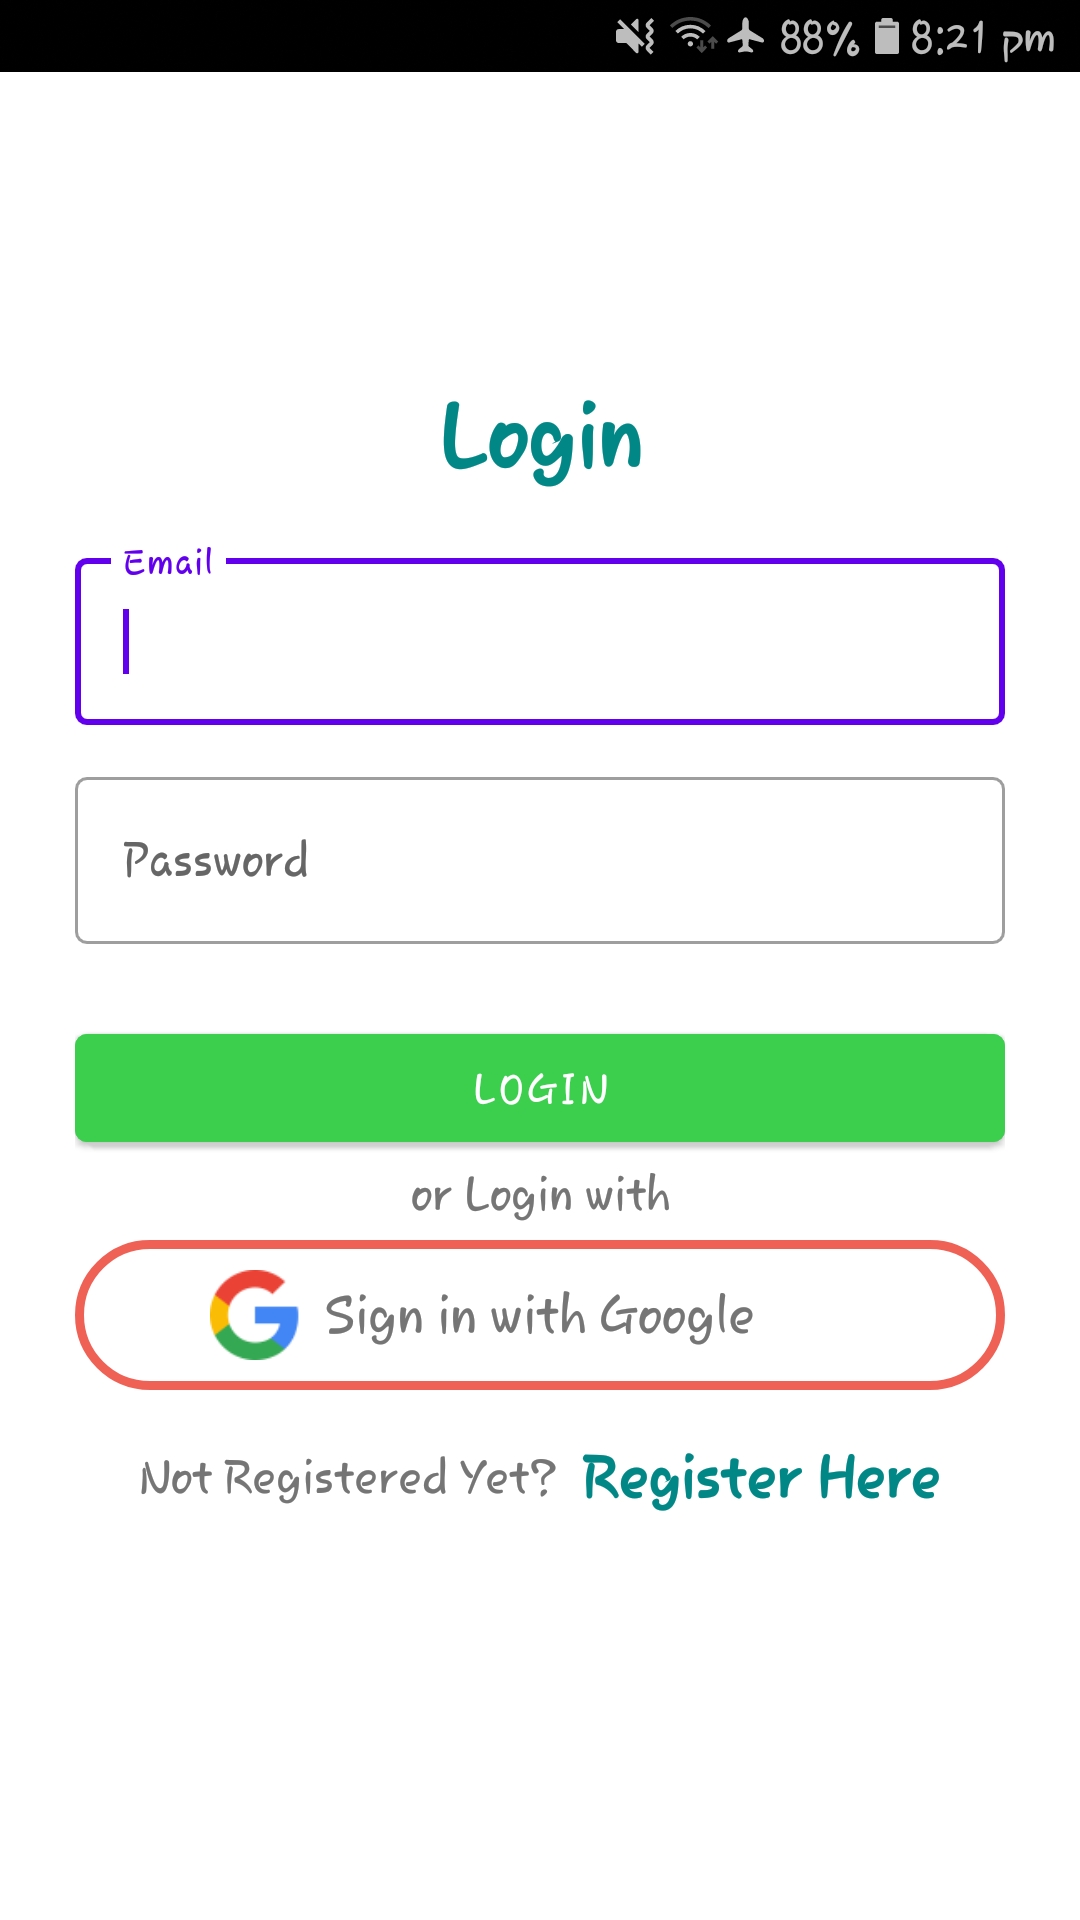 88% 8:21 pm
Login
Email
Password
LOGIN
or Login with
Sign in with Google
Not Registered Yet? Register Here